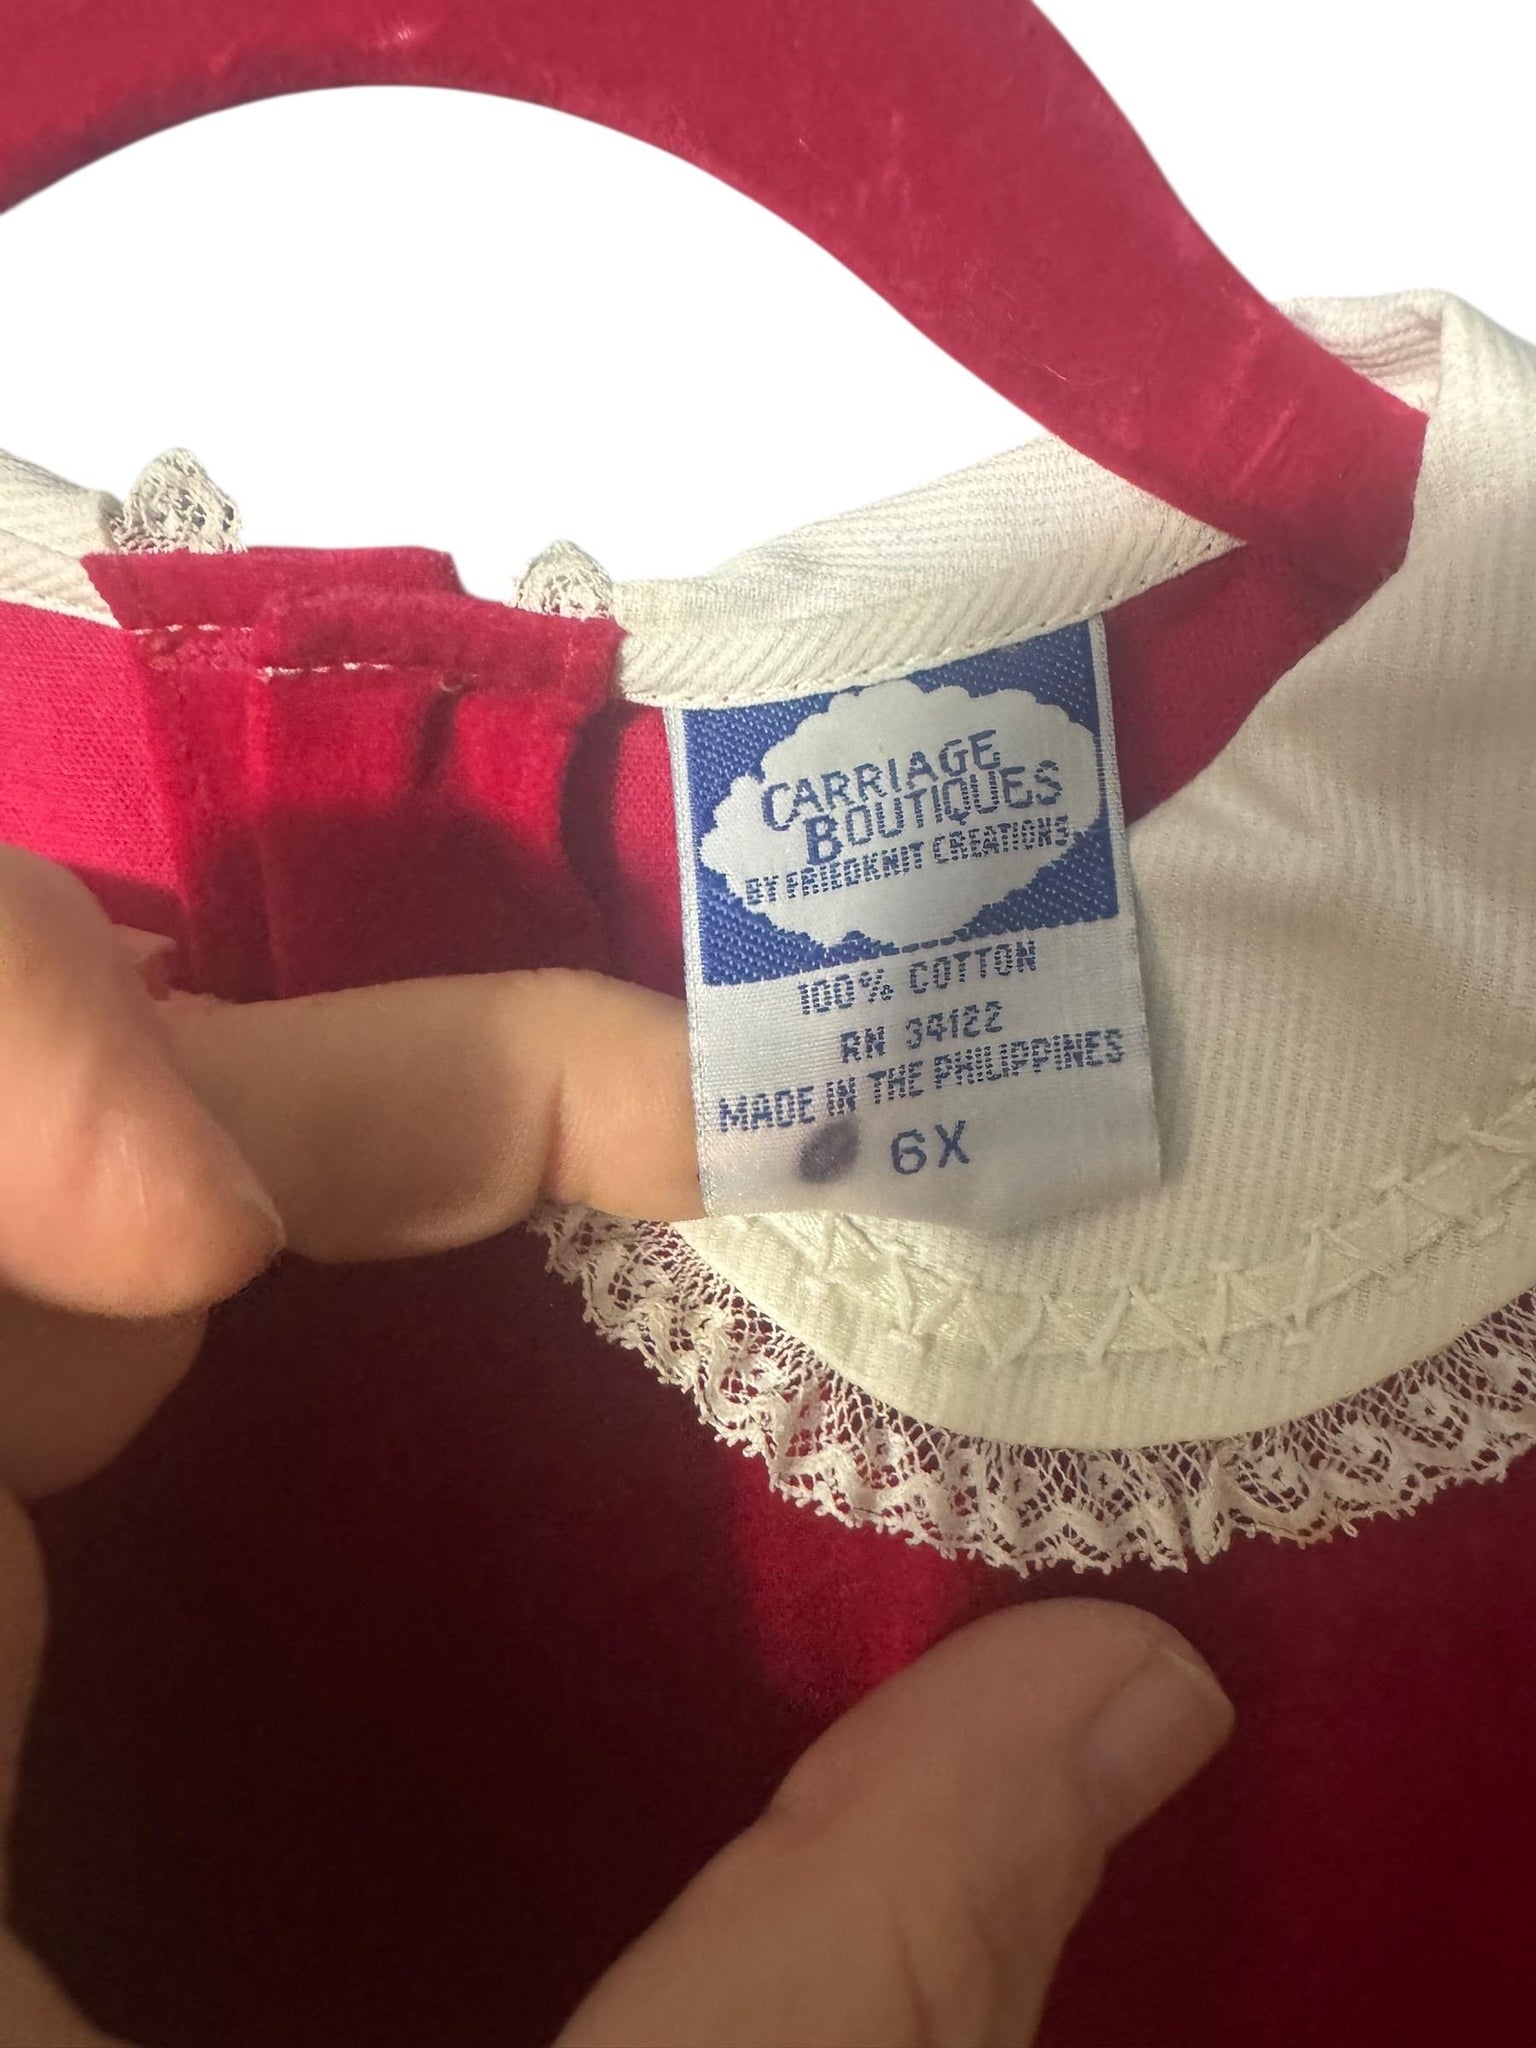 CARRIAGE
BOUTIQUES
BY FRIEDKNIT CREATIONS
100% COTTON
RN 34122
MADE IN THE PHILIPPINES
6X